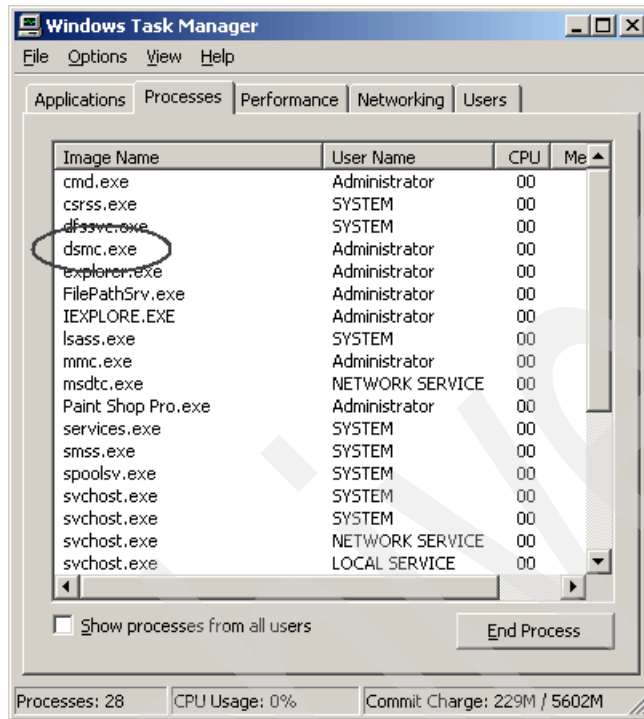 Windows Task Manager
File Options View Help
Applications Processes Performance Networking Users
Image Name User Name CPU Me
cmd.exe Administrator 00
csrss.exe SYSTEM 00
dfssvc.exe SYSTEM 00
dsmc.exe Administrator 00
explorer.exe Administrator 00
FilePathSrv.exe Administrator 00
IEXPLORE.EXE Administrator 00
lsass.exe SYSTEM 00
mmc.exe Administrator 00
msdtc.exe NETWORK SERVICE 00
Paint Shop Pro.exe Administrator 00
services.exe SYSTEM 00
smss.exe SYSTEM 00
spoolsv.exe SYSTEM 00
svchost.exe SYSTEM 00
svchost.exe SYSTEM 00
svchost.exe NETWORK SERVICE 00
svchost.exe LOCAL SERVICE 00
Show processes from all users End Process
Processes: 28 CPU Usage: 0% Commit Charge: 229M / 5602M